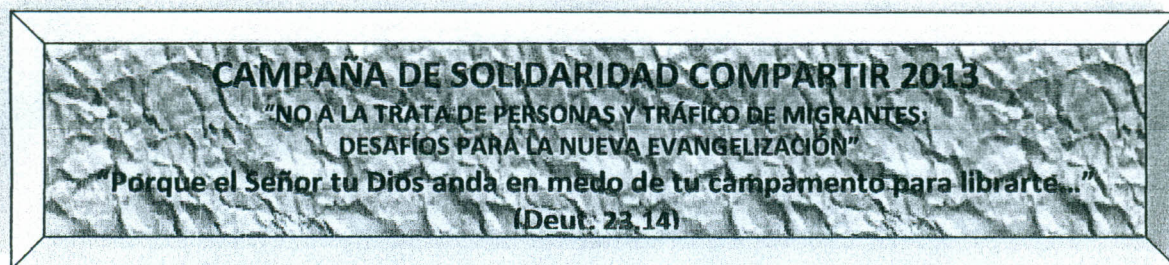 CAMPAÑA DE SOLIDARIDAD COMPARTIR 2013
"NO A LA TRATA DE PERSONAS Y TRÁFICO DE MIGRANTES:
DESAFÍOS PARA LA NUEVA EVANGELIZACIÓN"
"Porque el Señor tu Dios anda en medo de tu campamento para librarte..."
(Deut. 23.14)